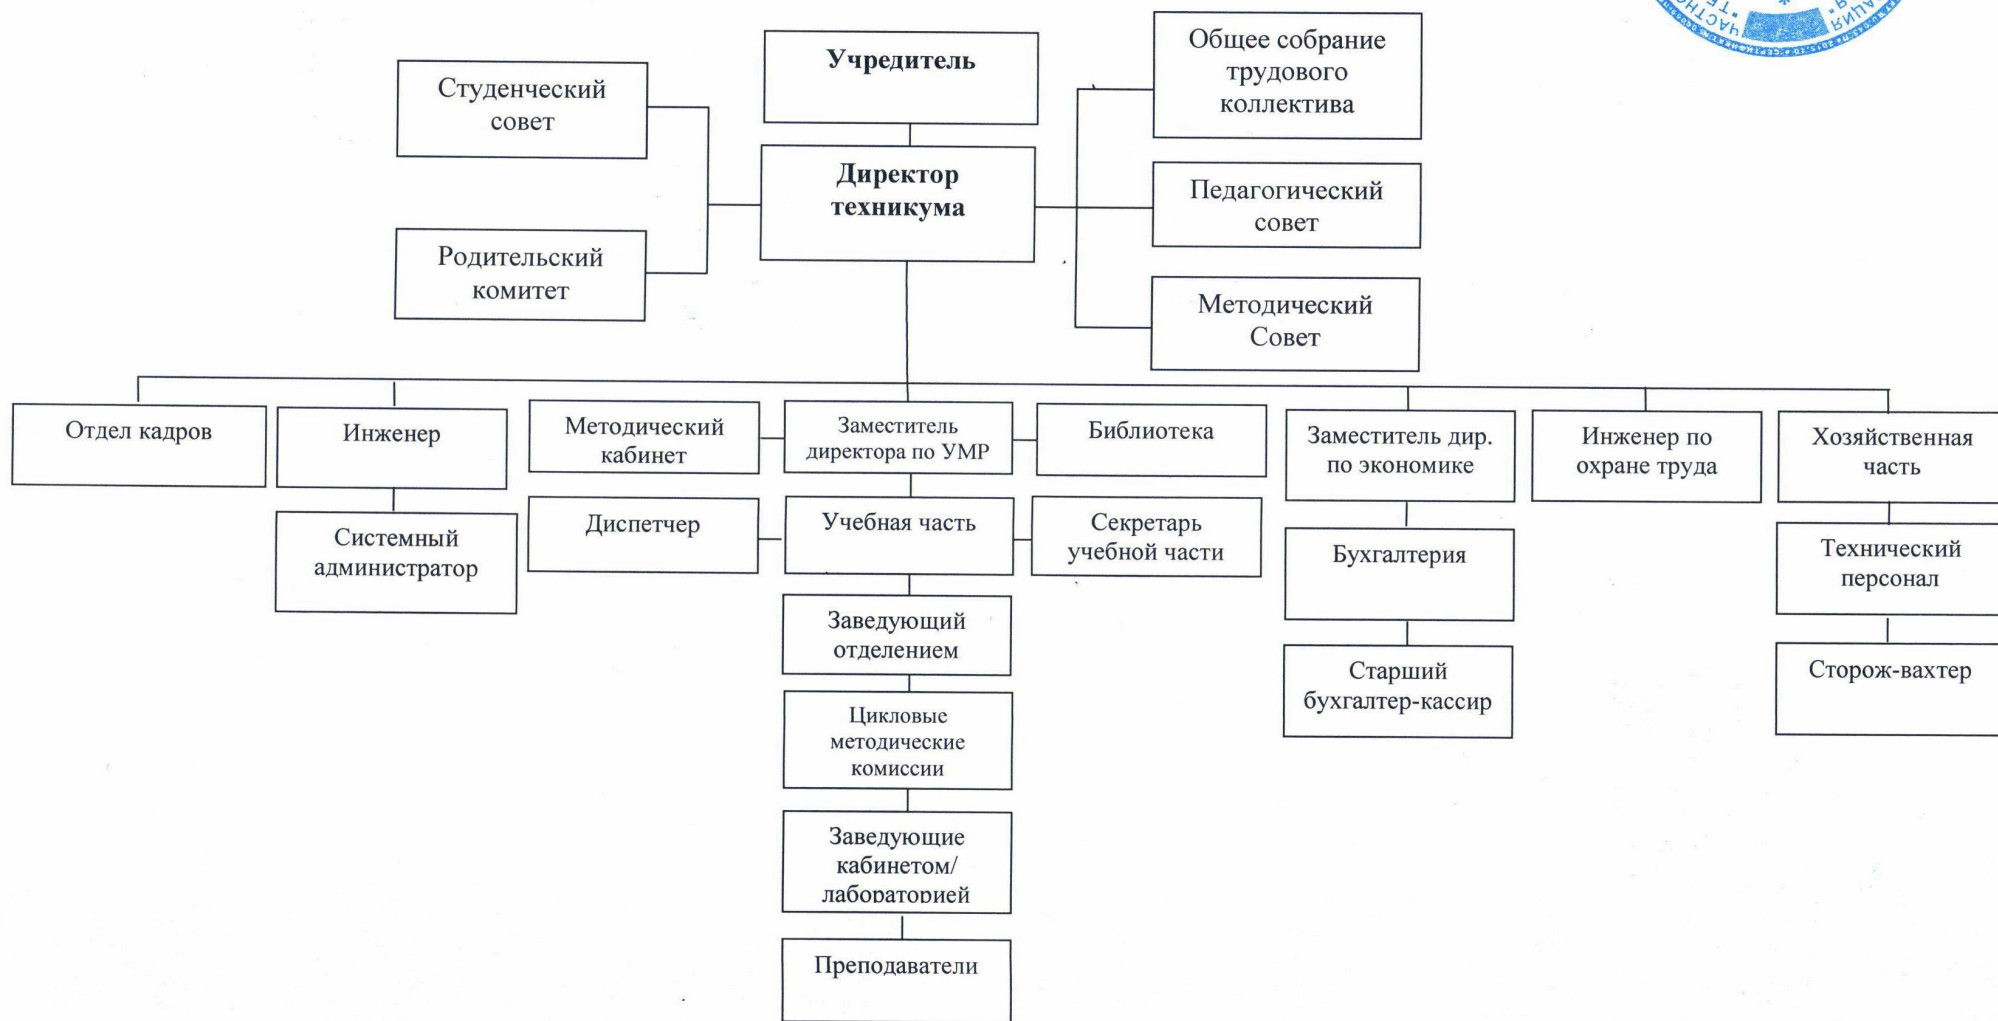 Учредитель
Студенческий
совет
Общее собрание
трудового
коллектива
Директор
техникума
Педагогический
совет
Родительский
комитет
Методический
Совет
Отдел кадров
Инженер
Методический
кабинет
Заместитель
директора по УМР
Библиотека
Заместитель дир.
по экономике
Инженер по
охране труда
Хозяйственная
часть
Системный
администратор
Диспетчер
Учебная часть
Секретарь
учебной части
Бухгалтерия
Технический
персонал
Заведующий
отделением
Старший
бухгалтер-кассир
Сторож-вахтер
Цикловые
методические
комиссии
Заведующие
кабинетом/
лабораторией
Преподаватели